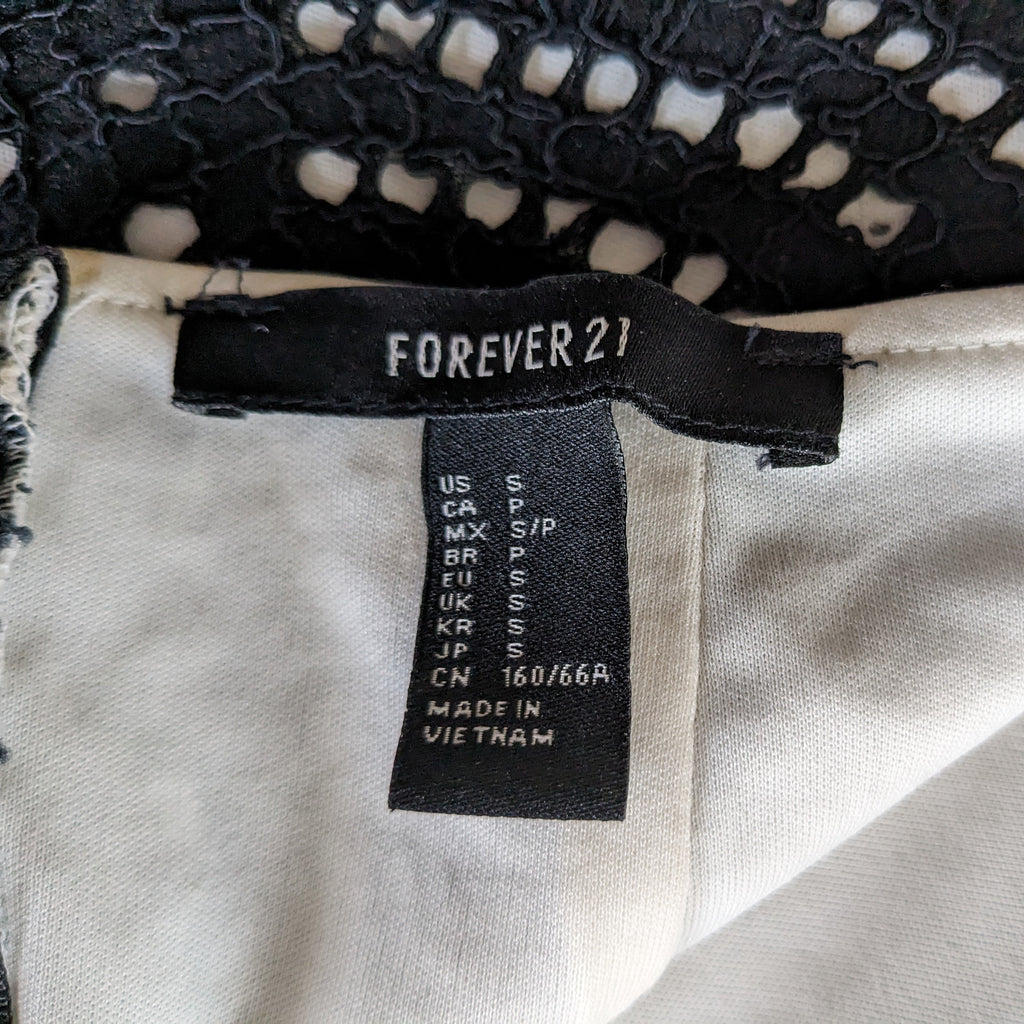 FOREVER 21
US S
CA P
MX S/P
BR P
EU S
UK S
KR S
JP S
CN 160/66A
MADE IN
VIETNAM